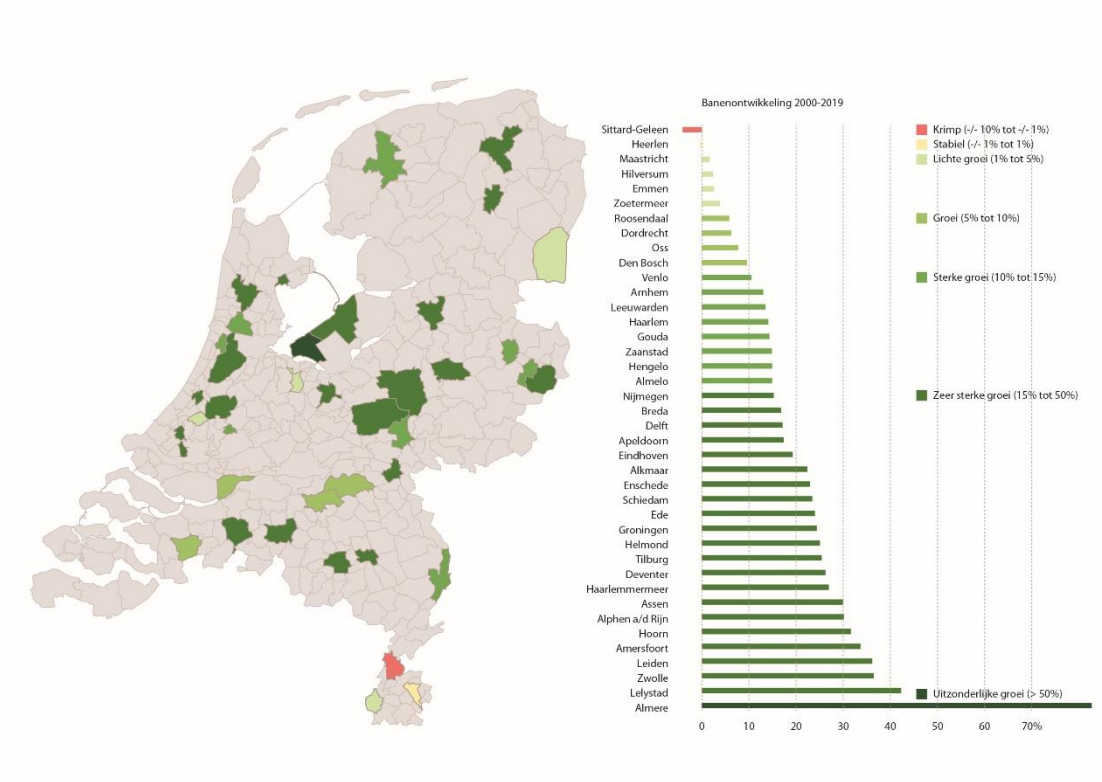 Banenontwikkeling 2000-2019
Sittard-Geleen
Heerlen
Maastricht
Hilversum
Emmen
Zoetermeer
Roosendaal
Dordrecht
Oss
Den Bosch
Venlo
Arnhem
Leeuwarden
Haarlem
Gouda
Zaanstad
Hengelo
Almelo
Nijmegen
Breda
Delft
Apeldoorn
Eindhoven
Alkmaar
Enschede
Schiedam
Ede
Groningen
Helmond
Tilburg
Deventer
Haarlemmermeer
Assen
Alphen a/d Rijn
Hoorn
Amersfoort
Leiden
Zwolle
Lelystad
Almere
0 10 20 30 40 50 60 70%
Krimp (-/- 10% tot -/- 1%)
Stabiel (-/- 1% tot 1%)
Lichte groei (1% tot 5%)
Groei (5% tot 10%)
Sterke groei (10% tot 15%)
Zeer sterke groei (15% tot 50%)
Uitzonderlijke groei (> 50%)